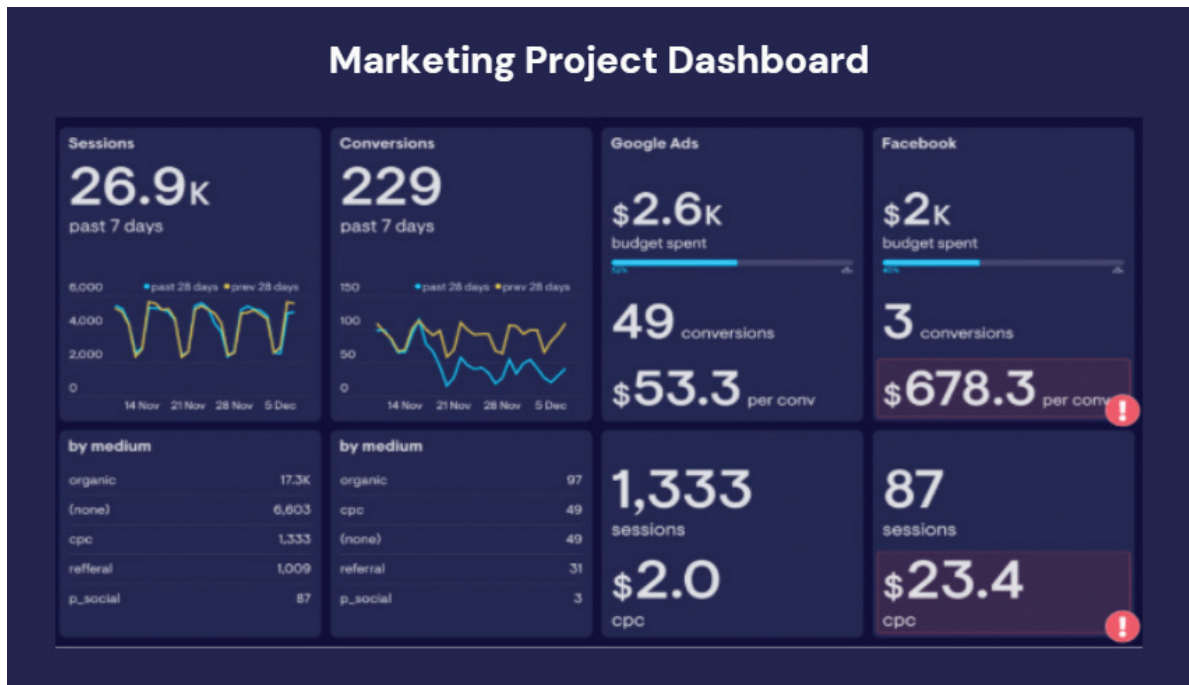 Marketing Project Dashboard
Sessions
26.9K
past 7 days
6,000
past 28 days prev 28 days
4,000
2,000
0
14 Nov 21 Nov 28 Nov 5 Dec
Conversions
229
past 7 days
150
past 28 days prev 28 days
100
50
0
14 Nov 21 Nov 28 Nov 5 Dec
Google Ads
$2.6K
budget spent
52%
49 conversions
$53.3 per conv
Facebook
$2K
budget spent
40%
3 conversions
$678.3 per conv
!
by medium
organic 17.3K
(none) 6,603
cpc 1,333
refferal 1,009
p_social 87
by medium
organic 97
cpc 49
(none) 49
referral 31
p_social 3
1,333
sessions
$2.0
cpc
87
sessions
$23.4
cpc
!